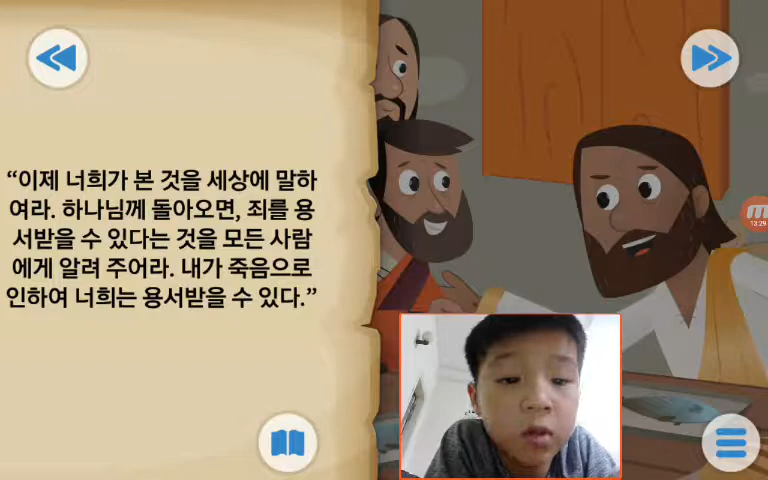 “이제 너희가 본 것을 세상에 말하
여라. 하나님께 돌아오면, 죄를 용
서받을 수 있다는 것을 모든 사람
에게 알려 주어라. 내가 죽음으로
인하여 너희는 용서받을 수 있다.”
13:29